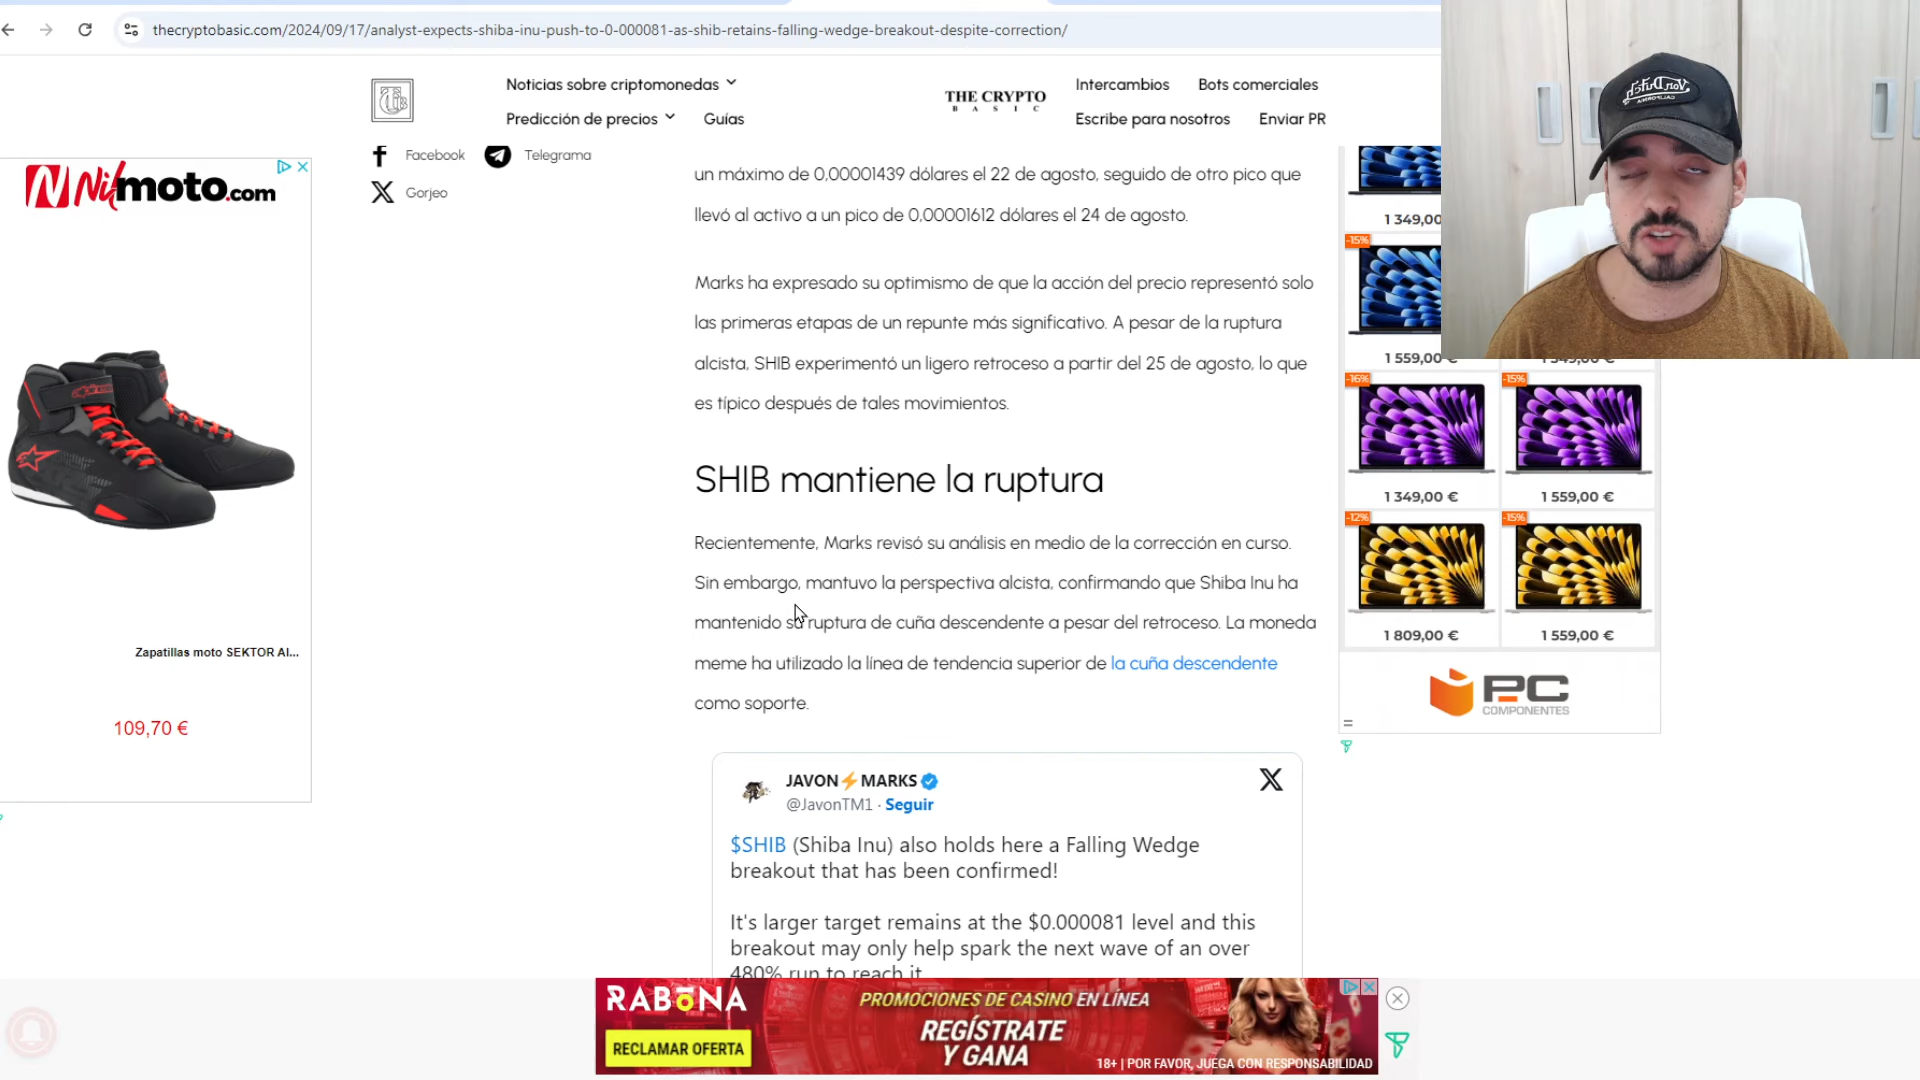 thecryptobasic.com/2024/09/17/analyst-expects-shiba-inu-push-to-0-000081-as-shib-retains-falling-wedge-breakout-despite-correction/
Noticias sobre criptomonedas
Predicción de precios
Guías
THE CRYPTO
BASIC
Intercambios
Bots comerciales
Escribe para nosotros
Enviar PR
Facebook
Telegrama
Gorjeo
Nilmoto.com
Zapatillas moto SEKTOR Al...
109,70 €
un máximo de 0,00001439 dólares el 22 de agosto, seguido de otro pico que
llevó al activo a un pico de 0,00001612 dólares el 24 de agosto.
Marks ha expresado su optimismo de que la acción del precio representó solo
las primeras etapas de un repunte más significativo. A pesar de la ruptura
alcista, SHIB experimentó un ligero retroceso a partir del 25 de agosto, lo que
es típico después de tales movimientos.
SHIB mantiene la ruptura
Recientemente, Marks revisó su análisis en medio de la corrección en curso.
Sin embargo, mantuvo la perspectiva alcista, confirmando que Shiba Inu ha
mantenido su ruptura de cuña descendente a pesar del retroceso. La moneda
meme ha utilizado la línea de tendencia superior de la cuña descendente
como soporte.
JAVON⚡MARKS
@JavonTM1 · Seguir
$SHIB (Shiba Inu) also holds here a Falling Wedge
breakout that has been confirmed!
It's larger target remains at the $0.000081 level and this
breakout may only help spark the next wave of an over
480% run to reach it
1 349,00
-15%
1 559,00 €
1 349,00 €
-16%
-15%
1 349,00 €
1 559,00 €
-12%
-15%
1 809,00 €
1 559,00 €
PC
COMPONENTES
Von Dutch
CALIFORNIA
RABONA
RECLAMAR OFERTA
PROMOCIONES DE CASINO EN LÍNEA
REGÍSTRATE
Y GANA
18+ | POR FAVOR, JUEGA CON RESPONSABILIDAD